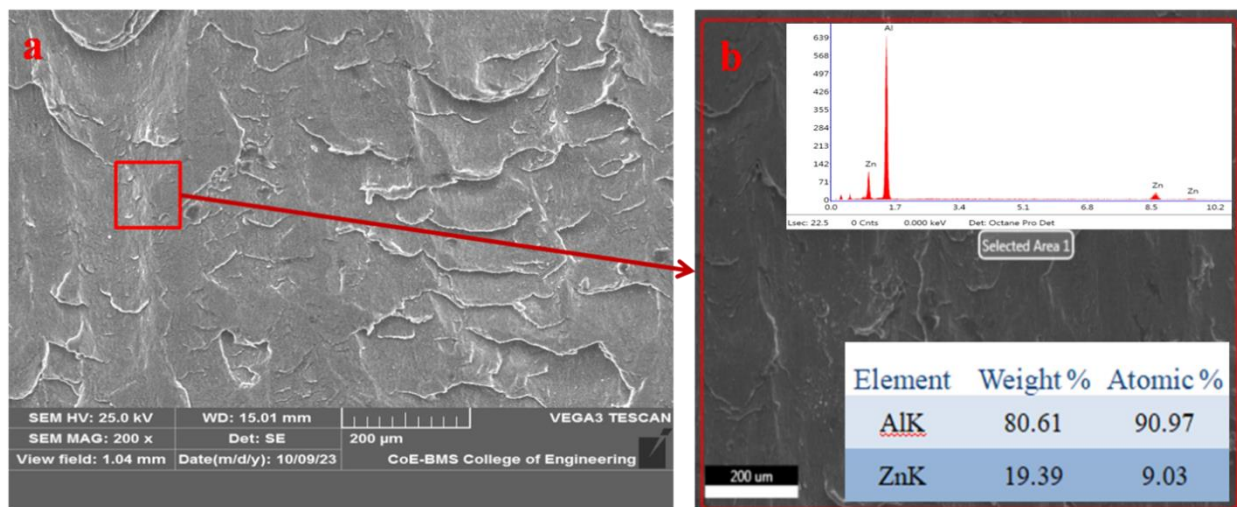 a
SEM HV: 25.0 kV WD: 15.01 mm VEGA3 TESCAN
SEM MAG: 200 x Det: SE 200 µm
View field: 1.04 mm Date(m/d/y): 10/09/23 CoE-BMS College of Engineering
b
Al
639
568
497
426
355
284
213
142
71
Zn
Zn
Zn
0.0 1.7 3.4 5.1 6.8 8.5 10.2
Lsec: 22.5 0 Cnts 0.000 keV Det: Octane Pro Det
Selected Area 1
Element Weight % Atomic %
AlK 80.61 90.97
ZnK 19.39 9.03
200 um